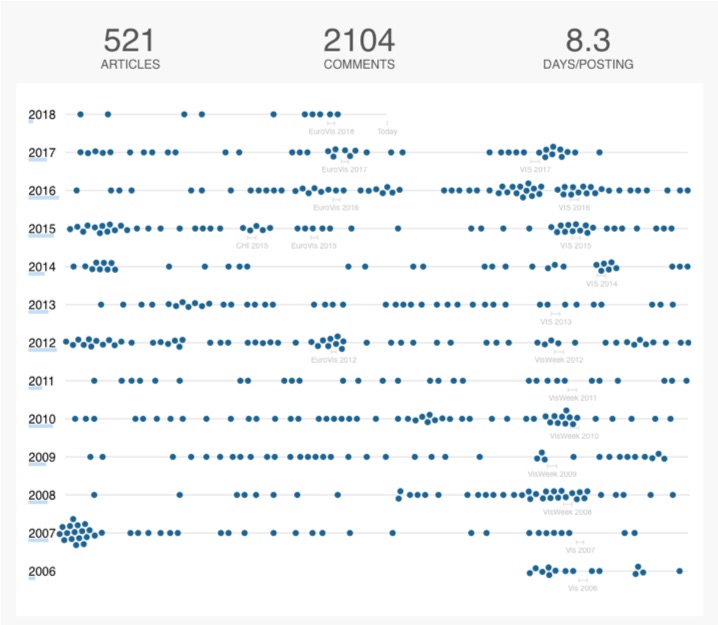 521 2104 8.3
ARTICLES COMMENTS DAYS/POSTING
2018
EuroVis 2018 Today
2017
EuroVis 2017 VIS 2017
2016
EuroVis 2016 VIS 2016
2015
CHI 2015 EuroVis 2015 VIS 2015
2014
VIS 2014
2013
VIS 2013
2012
EuroVis 2012 VisWeek 2012
2011
VisWeek 2011
2010
VisWeek 2010
2009
VisWeek 2009
2008
VisWeek 2008
2007
Vis 2007
2006
Vis 2006